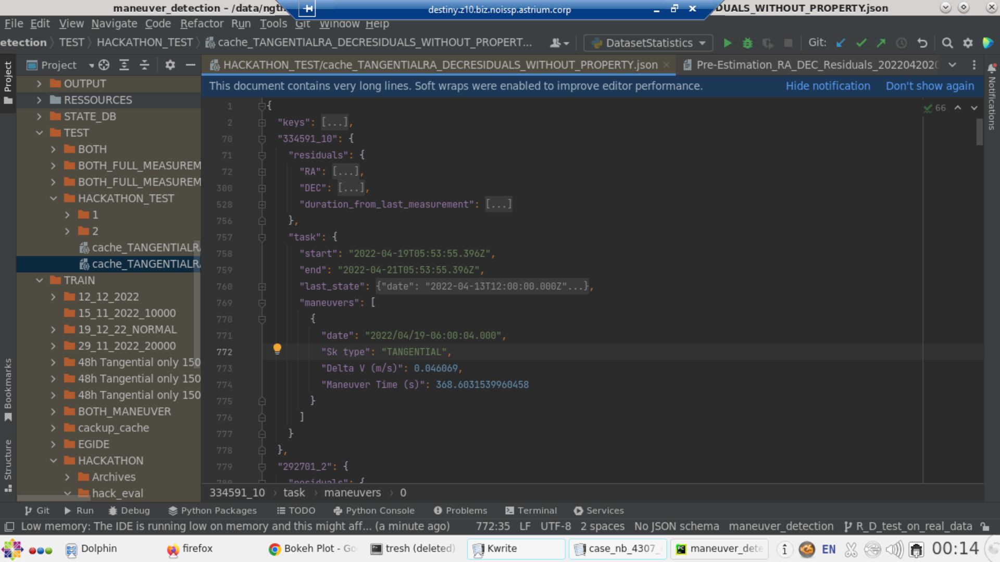 maneuver_detection – /data/ngth
destiny.z10.biz.noissp.astrium.corp
DUALS_WITHOUT_PROPERTY.json
File Edit View Navigate Code Refactor Run Tools Git Window Help
etection TEST HACKATHON_TEST cache_TANGENTIALRA_DECRESIDUALS_WITHOUT_PROPERT...
DatasetStatistics
Git:
Project
Project
HACKATHON_TEST/cache_TANGENTIALRA_DECRESIDUALS_WITHOUT_PROPERTY.json
Pre-Estimation_RA_DEC_Residuals_2022042020
Notifications
This document contains very long lines. Soft wraps were enabled to improve editor performance.
Hide notification
Don't show again
OUTPUT
RESSOURCES
STATE_DB
TEST
BOTH
BOTH_FULL_MEASUREM
BOTH_FULL_MEASUREM
HACKATHON_TEST
1
2
cache_TANGENTIALRA
cache_TANGENTIALRA
TRAIN
12_12_2022
15_11_2022_10000
19_12_22_NORMAL
29_11_2022_20000
48h Tangential only 150
48h Tangential only 150
48h Tangential only 150
BOTH_MANEUVER
cackup_cache
EGIDE
HACKATHON
Archives
hack_eval
Bookmarks
Structure
66
1 {
2 "keys": [...],
70 "334591_10": {
71 "residuals": {
72 "RA": [...],
300 "DEC": [...],
528 "duration_from_last_measurement": [...]
756 },
757 "task": {
758 "start": "2022-04-19T05:53:55.396Z",
759 "end": "2022-04-21T05:53:55.396Z",
760 "last_state": {"date": "2022-04-13T12:00:00.000Z"...},
769 "maneuvers": [
770 {
771 "date": "2022/04/19-06:00:04.000",
772 "Sk type": "TANGENTIAL",
773 "Delta V (m/s)": 0.046069,
774 "Maneuver Time (s)": 368.6031539960458
775 }
776 ]
777 }
778 },
779 "292701_2": {
780 "residuals": {
334591_10 › task › maneuvers › 0
Git Run Debug Python Packages TODO Python Console Problems Terminal Services
Low memory: The IDE is running low on memory and this might aff... (a minute ago)
772:35 LF UTF-8 2 spaces No JSON schema maneuver_detection R_D_test_on_real_data
Dolphin firefox Bokeh Plot - Go tresh (deleted) Kwrite case_nb_4307_ maneuver_dete EN 00:14